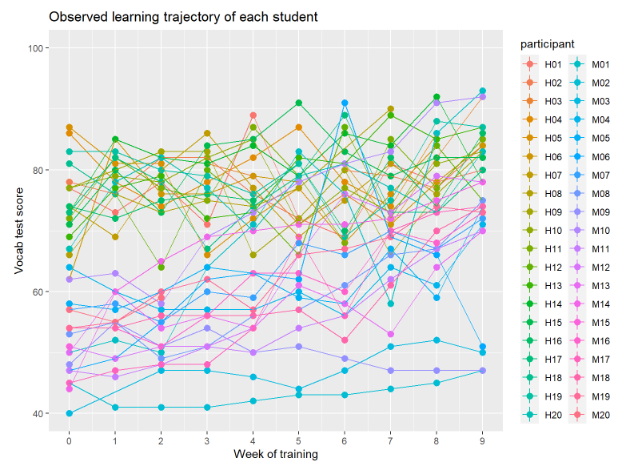 Observed learning trajectory of each student
Vocab test score
100
80
60
40
0 1 2 3 4 5 6 7 8 9
Week of training
participant
H01 M01
H02 M02
H03 M03
H04 M04
H05 M05
H06 M06
H07 M07
H08 M08
H09 M09
H10 M10
H11 M11
H12 M12
H13 M13
H14 M14
H15 M15
H16 M16
H17 M17
H18 M18
H19 M19
H20 M20